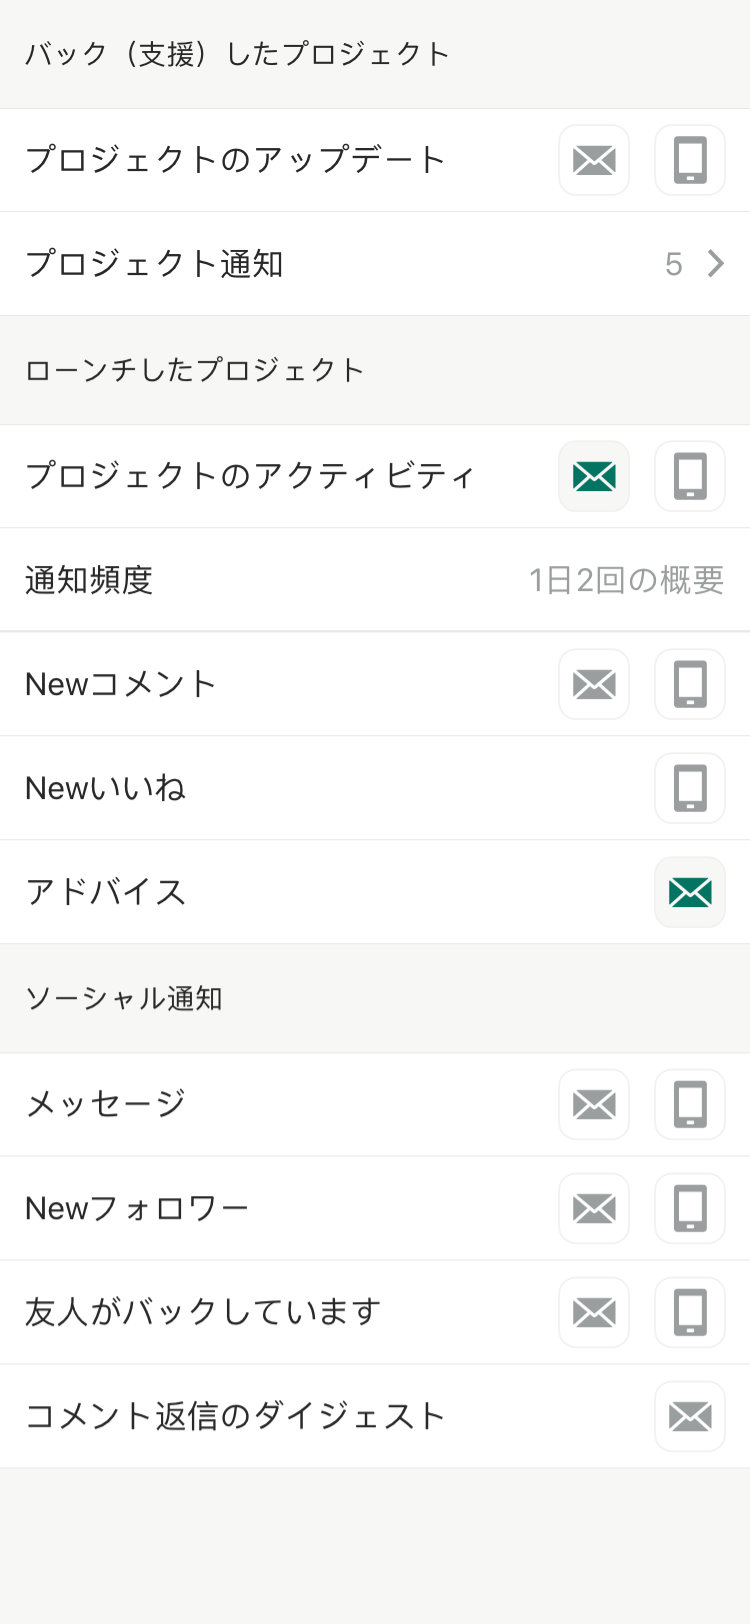 バック（支援）したプロジェクト
プロジェクトのアップデート
プロジェクト通知 5
ローンチしたプロジェクト
プロジェクトのアクティビティ
通知頻度 1日2回の概要
Newコメント
Newいいね
アドバイス
ソーシャル通知
メッセージ
Newフォロワー
友人がバックしています
コメント返信のダイジェスト